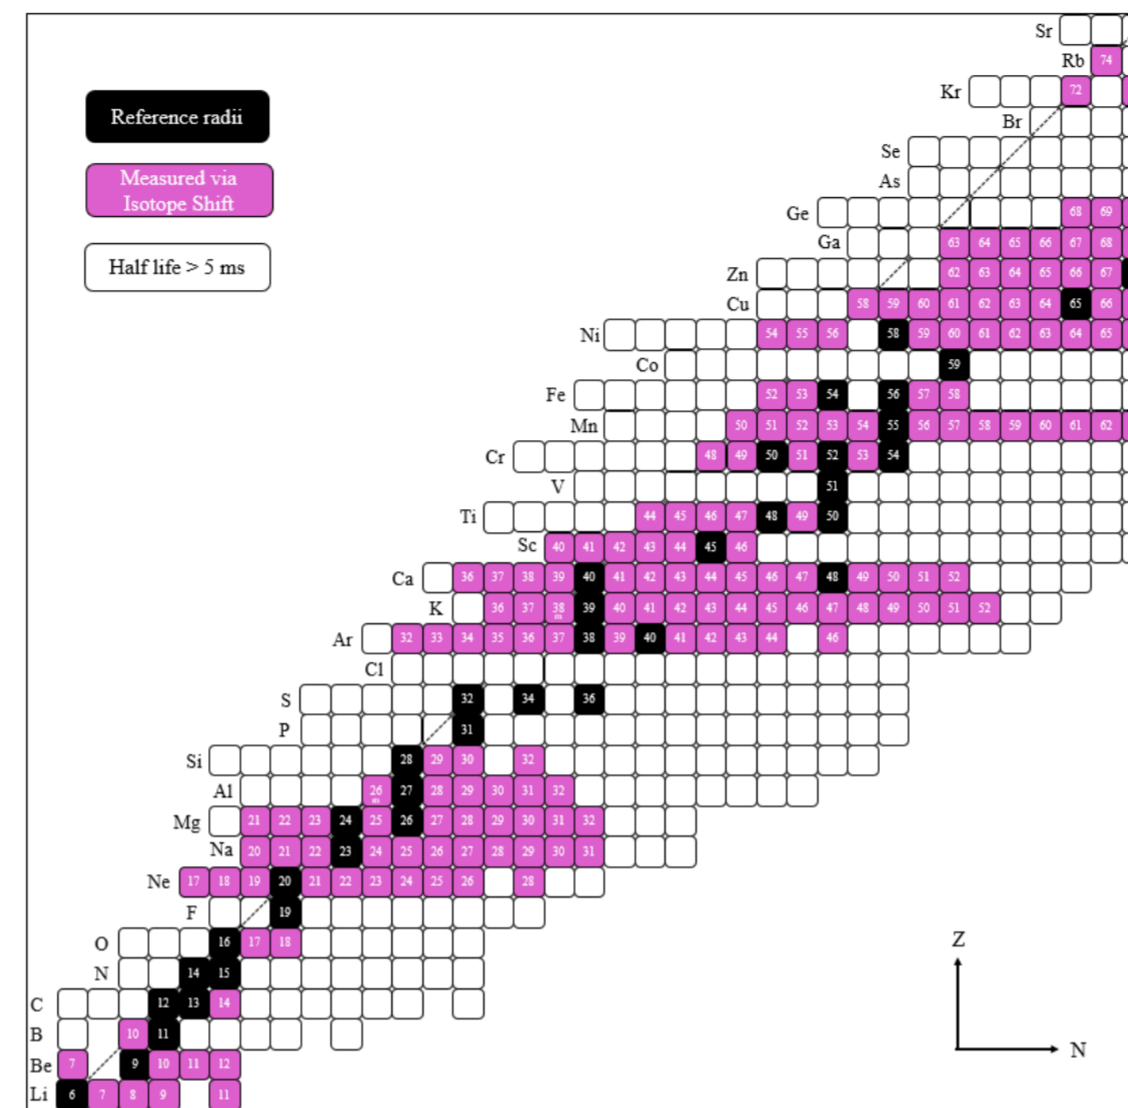 Sr
Rb 74
Kr 72
Br
Reference radii
Se
As
Measured via
Isotope Shift
Ge 68 69
Ga 63 64 65 66 67 68
Half life > 5 ms
Zn 62 63 64 65 66 67
Cu 58 59 60 61 62 63 64 65 66
Ni 54 55 56 58 59 60 61 62 63 64 65
Co 59
Fe 52 53 54 56 57 58
Mn 50 51 52 53 54 55 56 57 58 59 60 61 62
Cr 48 49 50 51 52 53 54
V 51
Ti 44 45 46 47 48 49 50
Sc 40 41 42 43 44 45 46
Ca 36 37 38 39 40 41 42 43 44 45 46 47 48 49 50 51 52
K 36 37 38 m 39 40 41 42 43 44 45 46 47 48 49 50 51 52
Ar 32 33 34 35 36 37 38 39 40 41 42 43 44 46
Cl
S 32 34 36
P 31
Si 28 29 30 32
Al 26 m 27 28 29 30 31 32
Mg 21 22 23 24 25 26 27 28 29 30 31 32
Na 20 21 22 23 24 25 26 27 28 29 30 31
Ne 17 18 19 20 21 22 23 24 25 26 28
F 19
O 16 17 18
N 14 15
C 12 13 14
B 10 11
Be 7 9 10 11 12
Li 6 7 8 9 11
Z
N